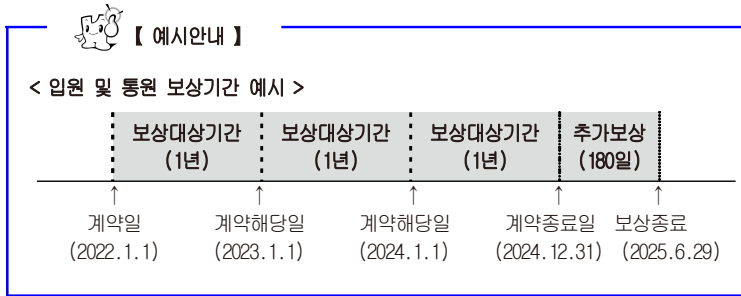 【 예시안내 】
< 입원 및 통원 보상기간 예시 >
보상대상기간 보상대상기간 보상대상기간 추가보상
(1년) (1년) (1년) (180일)
↑ ↑ ↑ ↑ ↑
계약일 계약해당일 계약해당일 계약종료일 보상종료
(2022.1.1) (2023.1.1) (2024.1.1) (2024.12.31) (2025.6.29)